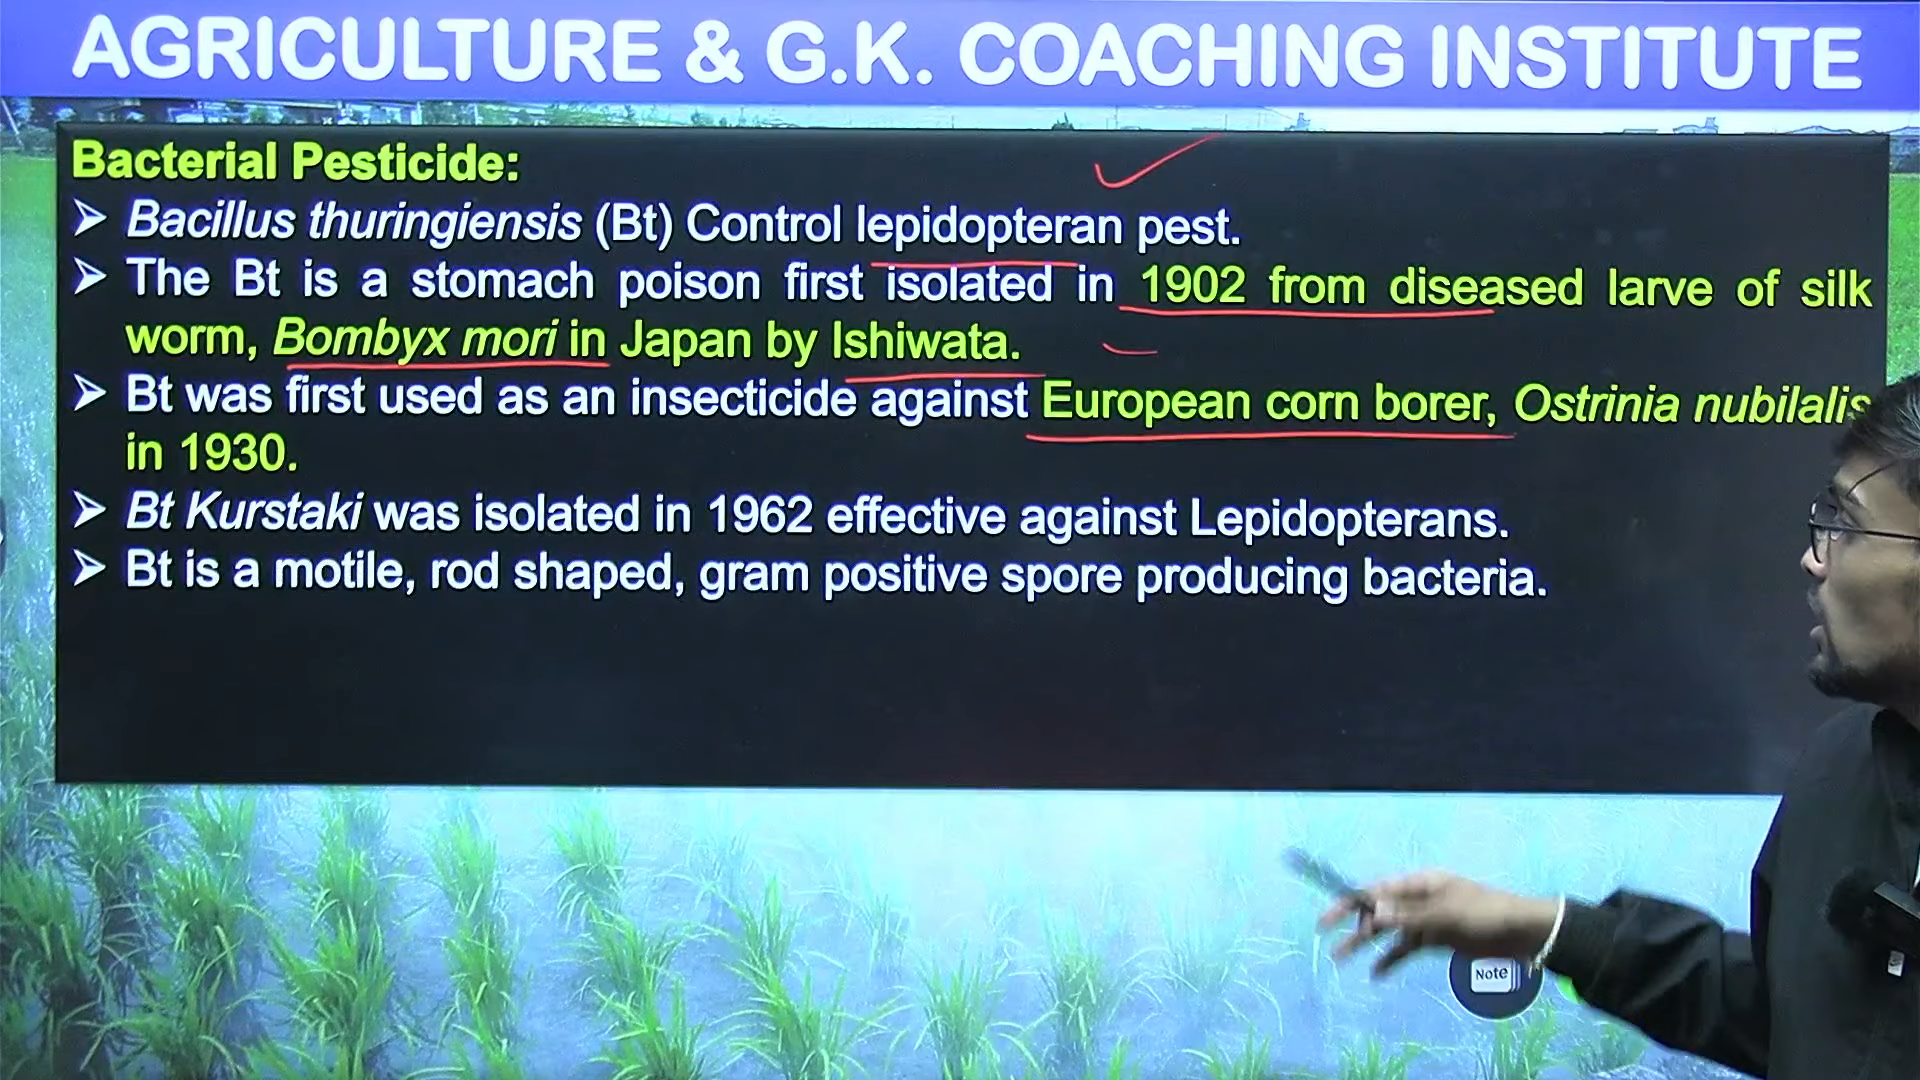 AGRICULTURE & G.K. COACHING INSTITUTE
Bacterial Pesticide:
➤ Bacillus thuringiensis (Bt) Control lepidopteran pest.
➤ The Bt is a stomach poison first isolated in 1902 from diseased larve of silk
worm, Bombyx mori in Japan by Ishiwata.
➤ Bt was first used as an insecticide against European corn borer, Ostrinia nubilalis
in 1930.
➤ Bt Kurstaki was isolated in 1962 effective against Lepidopterans.
➤ Bt is a motile, rod shaped, gram positive spore producing bacteria.
Note